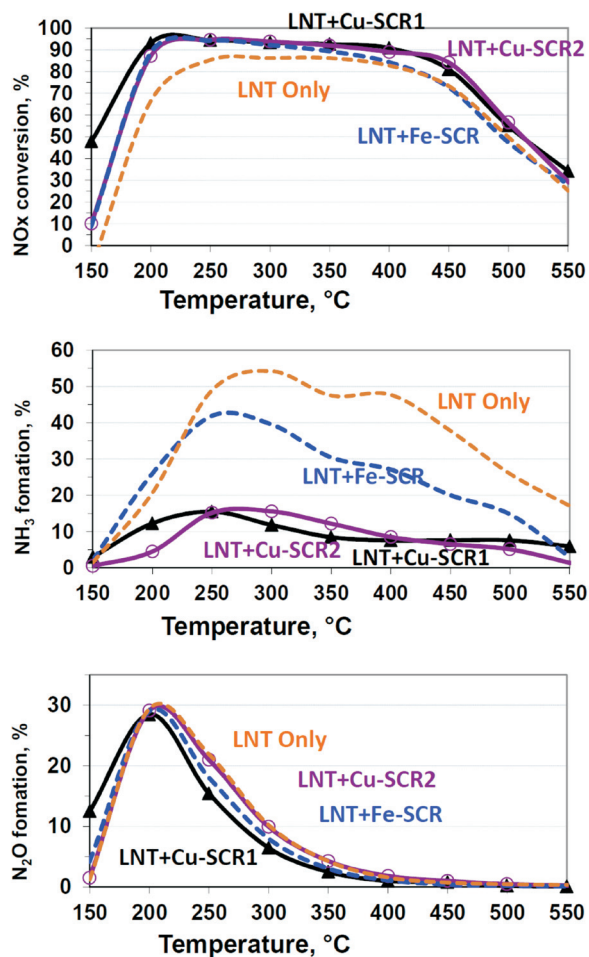 LNT+Cu-SCR1
LNT+Cu-SCR2
LNT Only
LNT+Fe-SCR
NOx conversion, %
100
90
80
70
60
50
40
30
20
10
0
150 200 250 300 350 400 450 500 550
Temperature, °C
60
50
40
30
20
10
0
NH3 fomation, %
LNT Only
LNT+Fe-SCR
LNT+Cu-SCR2
LNT+Cu-SCR1
150 200 250 300 350 400 450 500 550
Temperature, °C
30
20
10
0
N2O fomation, %
LNT Only
LNT+Cu-SCR2
LNT+Fe-SCR
LNT+Cu-SCR1
150 200 250 300 350 400 450 500 550
Temperature, °C